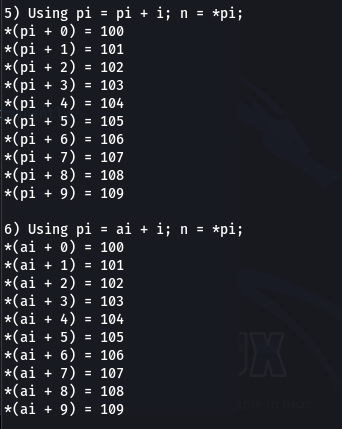 5) Using pi = pi + i; n = *pi;
*(pi + 0) = 100
*(pi + 1) = 101
*(pi + 2) = 102
*(pi + 3) = 103
*(pi + 4) = 104
*(pi + 5) = 105
*(pi + 6) = 106
*(pi + 7) = 107
*(pi + 8) = 108
*(pi + 9) = 109
6) Using pi = ai + i; n = *pi;
*(ai + 0) = 100
*(ai + 1) = 101
*(ai + 2) = 102
*(ai + 3) = 103
*(ai + 4) = 104
*(ai + 5) = 105
*(ai + 6) = 106
*(ai + 7) = 107
*(ai + 8) = 108
*(ai + 9) = 109